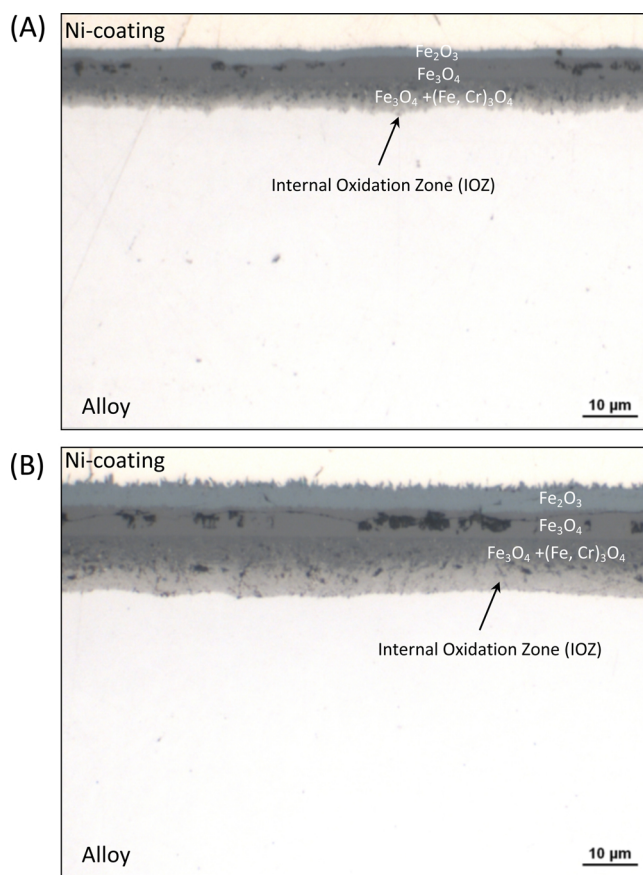 (A)
Ni-coating
Fe₂O₃
Fe₃O₄
Fe₃O₄ +(Fe, Cr)₃O₄
Internal Oxidation Zone (IOZ)
Alloy
10 µm
(B)
Ni-coating
Fe₂O₃
Fe₃O₄
Fe₃O₄ +(Fe, Cr)₃O₄
Internal Oxidation Zone (IOZ)
Alloy
10 µm